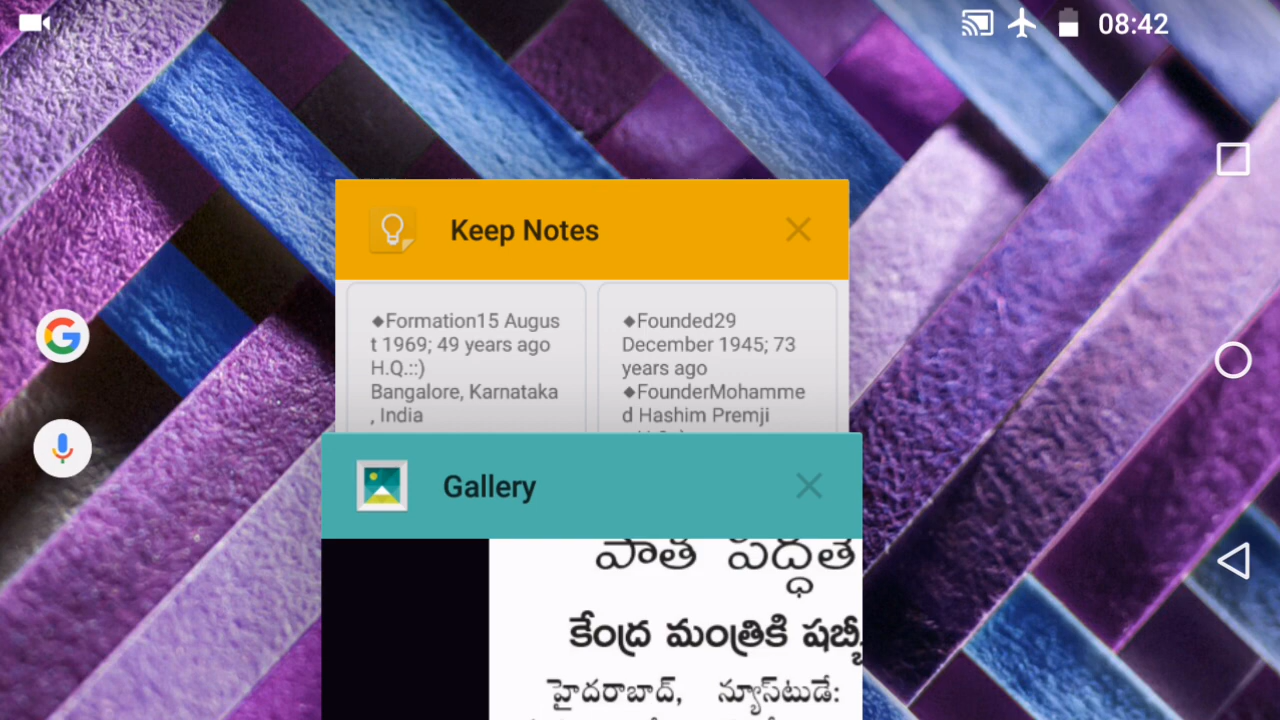 08:42
Keep Notes
◆Formation15 Augus
t 1969; 49 years ago
H.Q.::)
Bangalore, Karnataka
, India
◆Founded29
December 1945; 73
years ago
◆FounderMohamme
d Hashim Premji
Gallery
పాత పద్ధతి
కేంద్ర మంత్రికి షబ్బీ
హైదరాబాద్, న్యూస్‌టుడే: